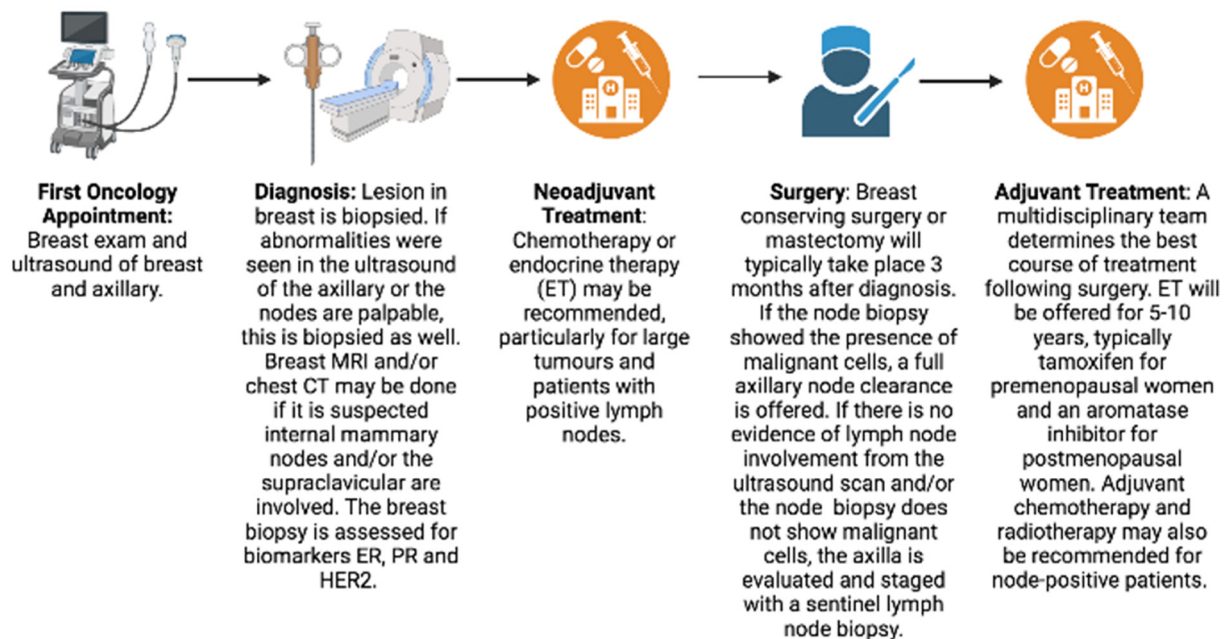 H
H
First Oncology
Appointment:
Breast exam and
ultrasound of breast
and axillary.
Diagnosis: Lesion in
breast is biopsied. If
abnormalities were
seen in the ultrasound
of the axillary or the
nodes are palpable,
this is biopsied as well.
Breast MRI and/or
chest CT may be done
if it is suspected
internal mammary
nodes and/or the
supraclavicular are
involved. The breast
biopsy is assessed for
biomarkers ER, PR and
HER2.
Neoadjuvant
Treatment:
Chemotherapy or
endocrine therapy
(ET) may be
recommended,
particularly for large
tumours and
patients with
positive lymph
nodes.
Surgery: Breast
conserving surgery or
mastectomy will
typically take place 3
months after diagnosis.
If the node biopsy
showed the presence of
malignant cells, a full
axillary node clearance
is offered. If there is no
evidence of lymph node
involvement from the
ultrasound scan and/or
the node biopsy does
not show malignant
cells, the axilla is
evaluated and staged
with a sentinel lymph
node biopsy.
Adjuvant Treatment: A
multidisciplinary team
determines the best
course of treatment
following surgery. ET will
be offered for 5-10
years, typically
tamoxifen for
premenopausal women
and an aromatase
inhibitor for
postmenopausal
women. Adjuvant
chemotherapy and
radiotherapy may also
be recommended for
node-positive patients.